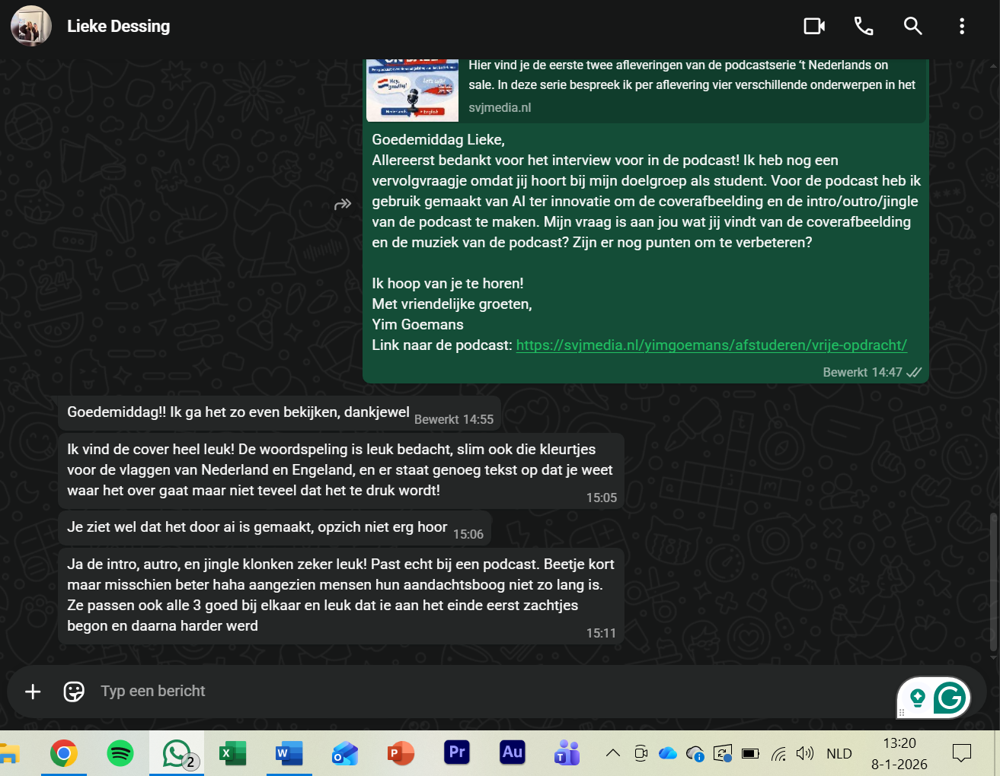 Lieke Dessing
Hey,
Let's talk!
Nederlands
English
Hier vind je de eerste twee afleveringen van de podcastserie ‘t Nederlands on
sale. In deze serie bespreek ik per aflevering vier verschillende onderwerpen in het
svjmedia.nl
Goedemiddag Lieke,
Allereerst bedankt voor het interview voor in de podcast! Ik heb nog een
vervolgvraagje omdat jij hoort bij mijn doelgroep als student. Voor de podcast heb ik
gebruik gemaakt van AI ter innovatie om de coverafbeelding en de intro/outro/jingle
van de podcast te maken. Mijn vraag is aan jou wat jij vindt van de coverafbeelding
en de muziek van de podcast? Zijn er nog punten om te verbeteren?
Ik hoop van je te horen!
Met vriendelijke groeten,
Yim Goemans
Link naar de podcast: https://svjmedia.nl/yimgoemans/afstuderen/vrije-opdracht/
Bewerkt 14:47
Goedemiddag!! Ik ga het zo even bekijken, dankjewel Bewerkt 14:55
Ik vind de cover heel leuk! De woordspeling is leuk bedacht, slim ook die kleurtjes
voor de vlaggen van Nederland en Engeland, en er staat genoeg tekst op dat je weet
waar het over gaat maar niet teveel dat het te druk wordt!
15:05
Je ziet wel dat het door ai is gemaakt, opzich niet erg hoor 15:06
Ja de intro, autro, en jingle klonken zeker leuk! Past echt bij een podcast. Beetje kort
maar misschien beter haha aangezien mensen hun aandachtsboog niet zo lang is.
Ze passen ook alle 3 goed bij elkaar en leuk dat ie aan het einde eerst zachtjes
begon en daarna harder werd
15:11
Typ een bericht
2
X
W
O
P
Pr
Au
T
NLD
13:20
8-1-2026